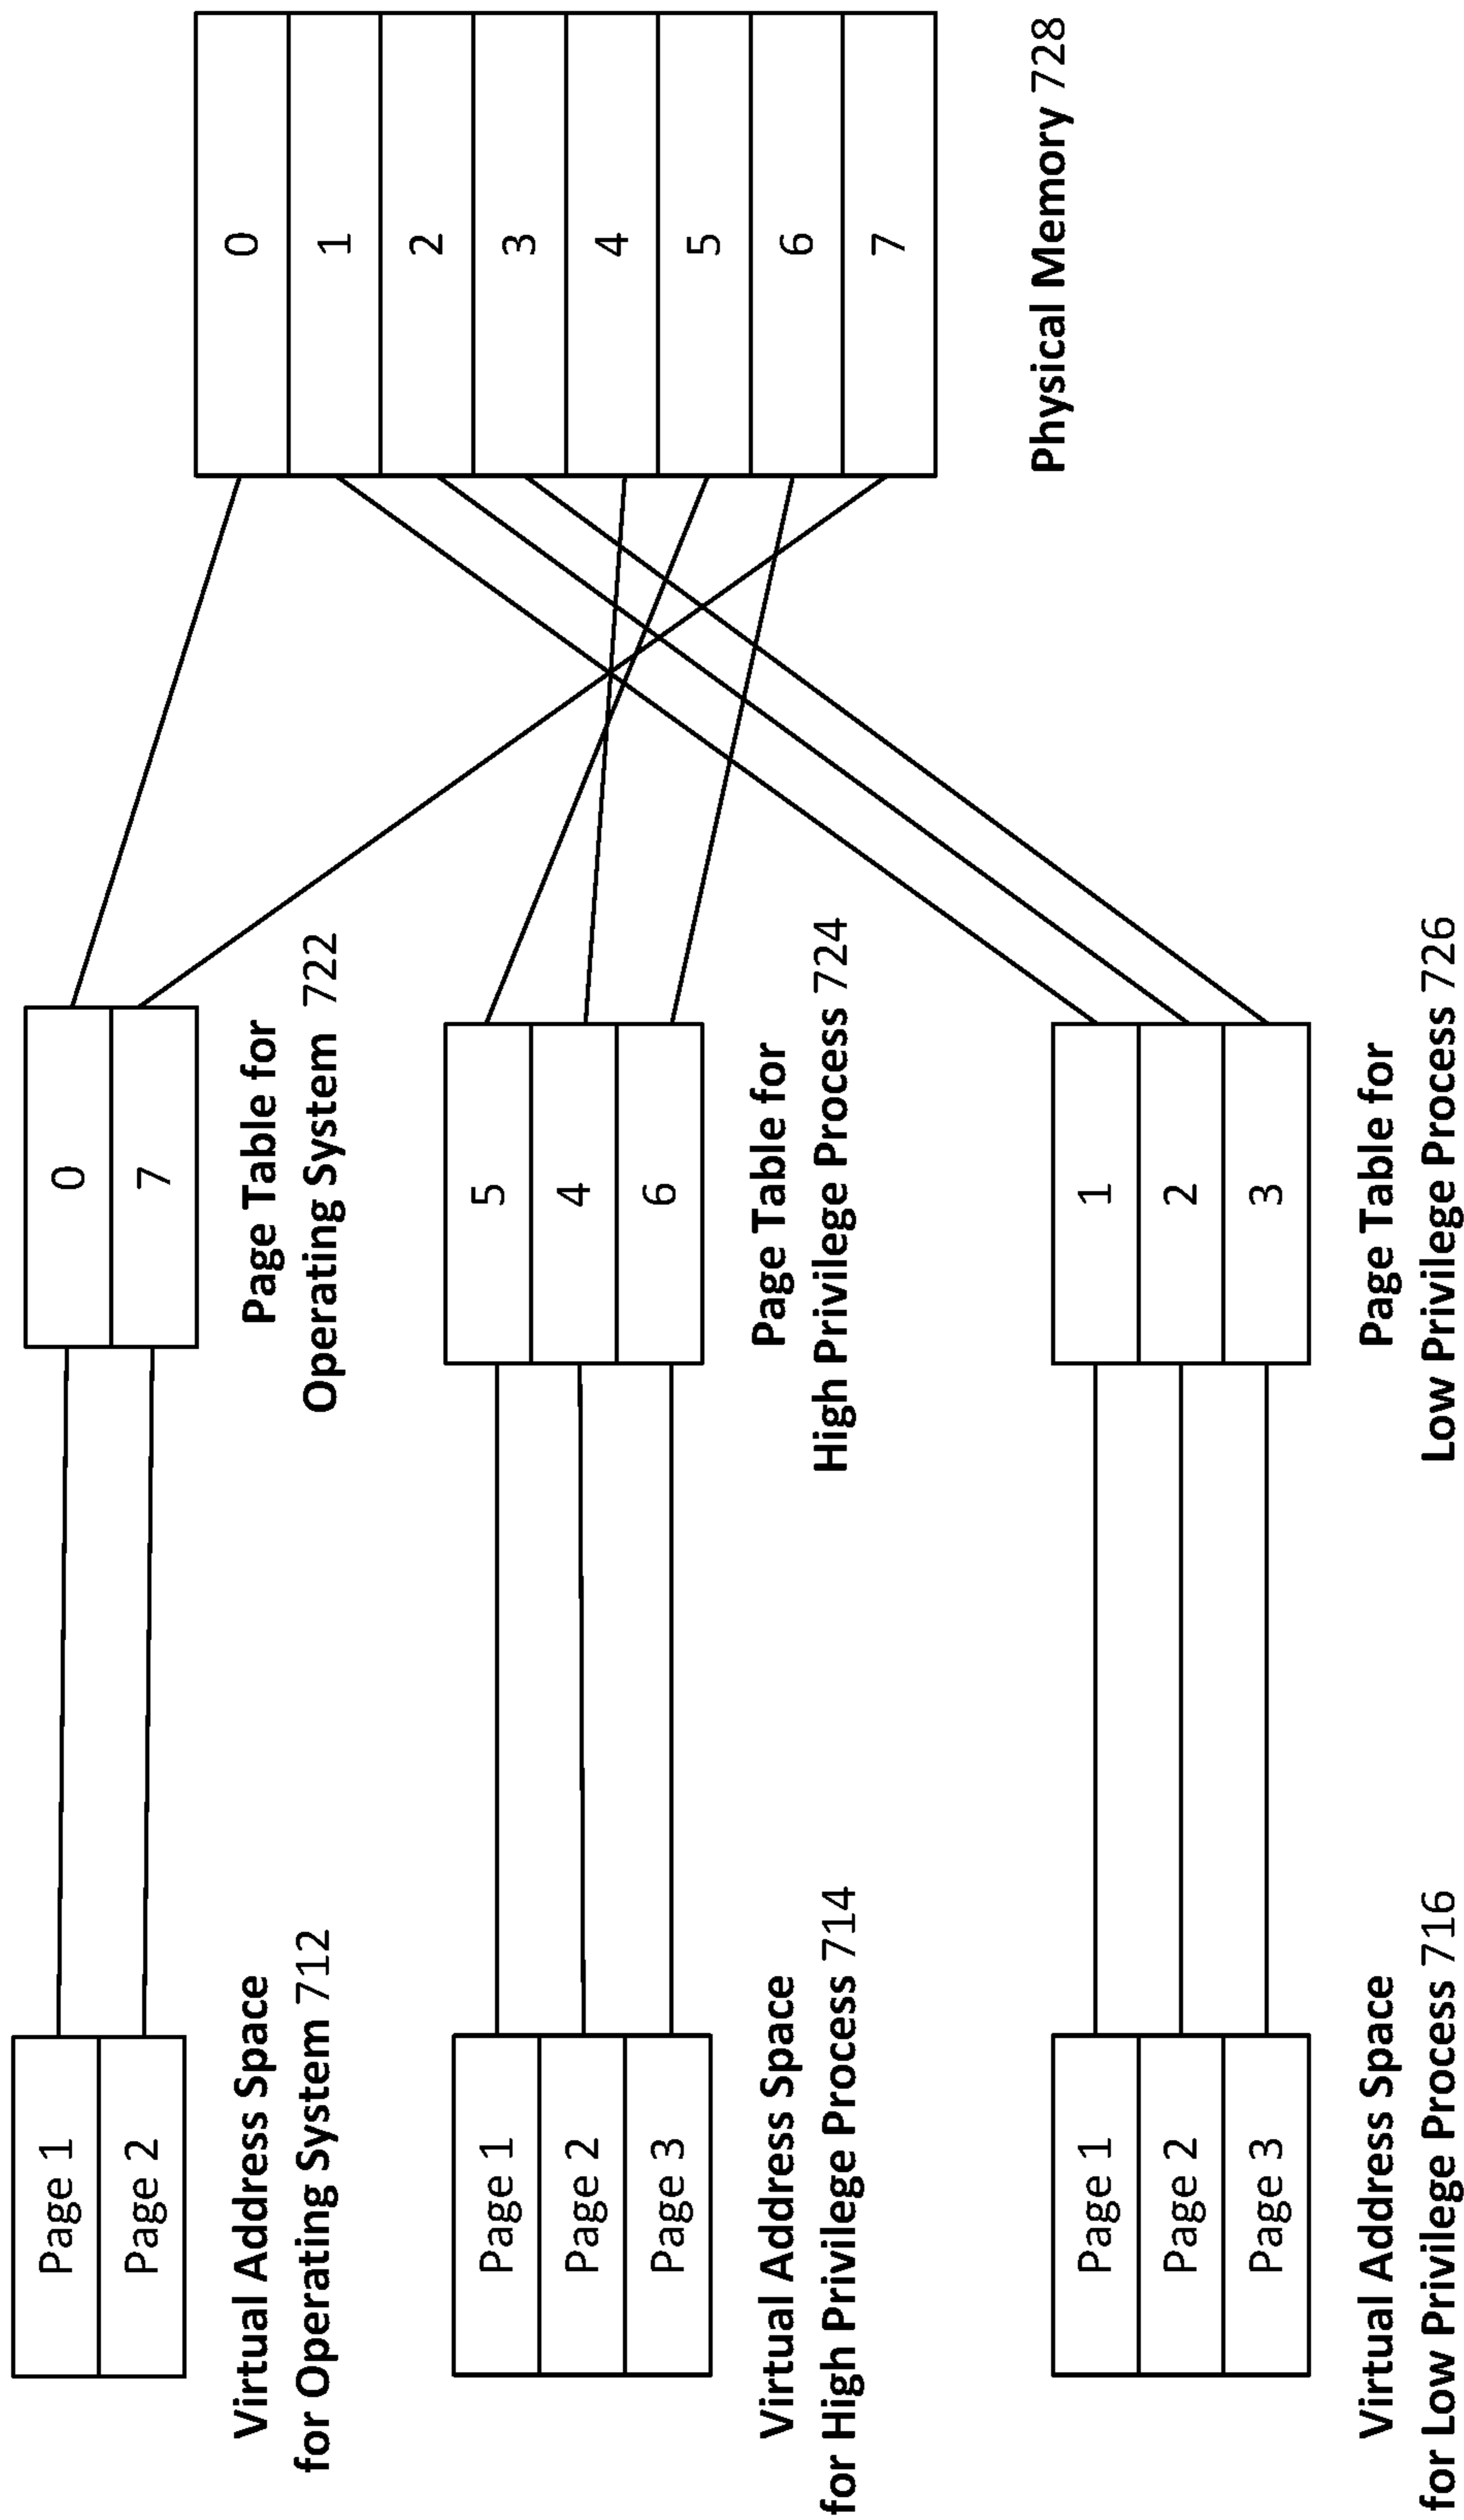 Page 1
Page 2
Virtual Address Space
for Operating System 712
0
7
Page Table for
Operating System 722
Page 1
Page 2
Page 3
Virtual Address Space
for High Privilege Process 714
5
4
6
Page Table for
High Privilege Process 724
Page 1
Page 2
Page 3
Virtual Address Space
for Low Privilege Process 716
1
2
3
Page Table for
Low Privilege Process 726
0
1
2
3
4
5
6
7
Physical Memory 728